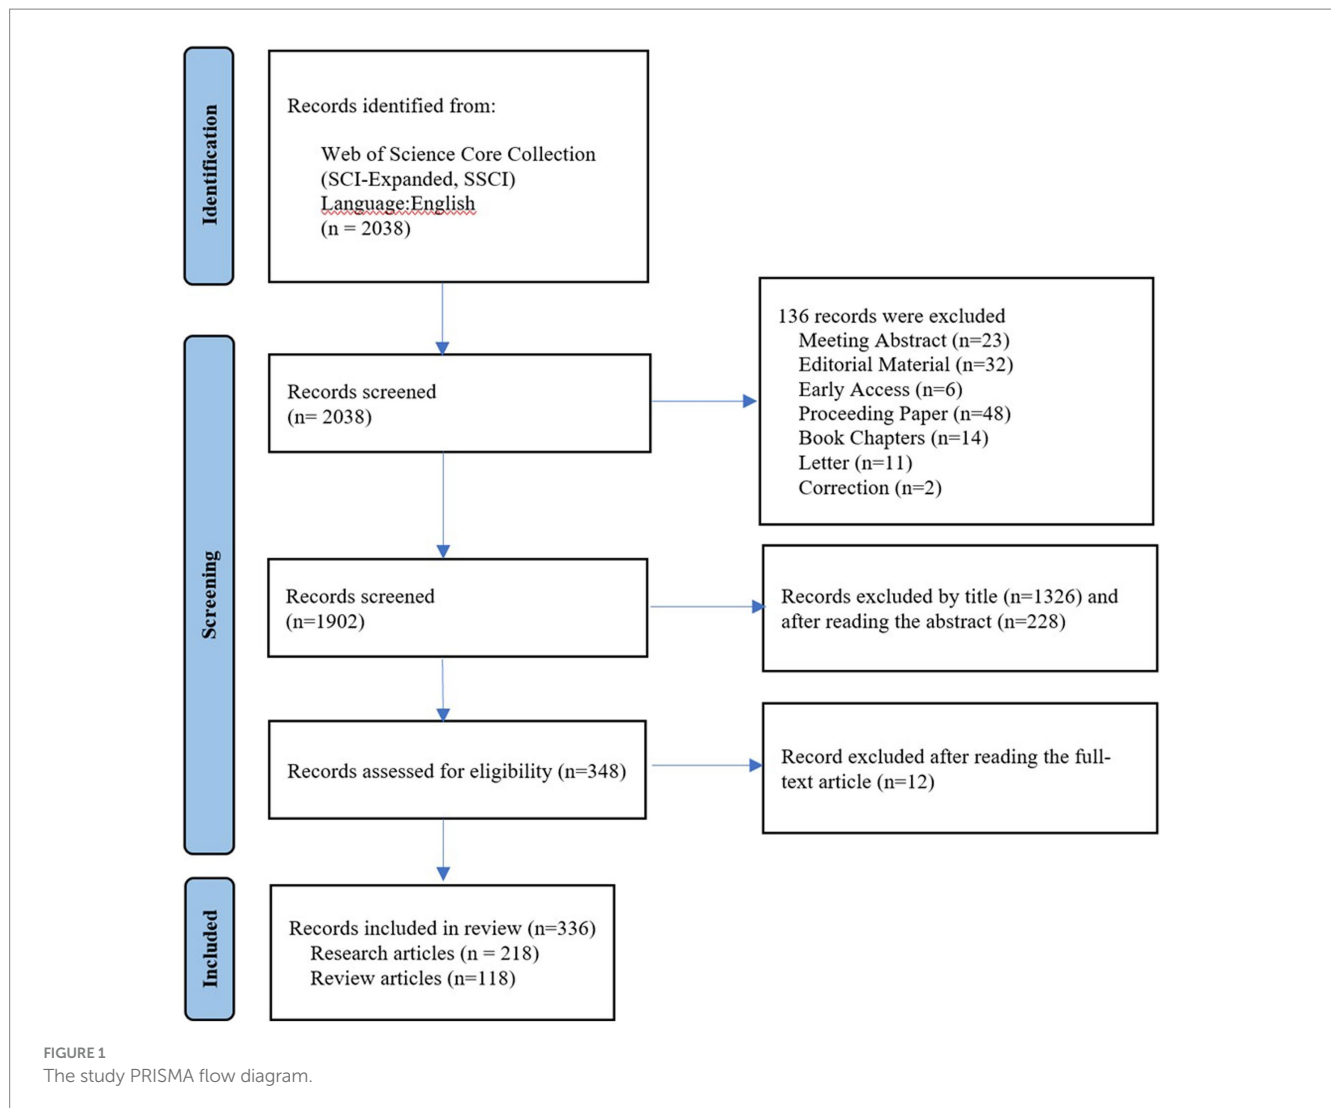 Identification
Records identified from:
Web of Science Core Collection
(SCI-Expanded, SSCI)
Language:English
(n = 2038)
Screening
Records screened
(n= 2038)
136 records were excluded
Meeting Abstract (n=23)
Editorial Material (n=32)
Early Access (n=6)
Proceeding Paper (n=48)
Book Chapters (n=14)
Letter (n=11)
Correction (n=2)
Records screened
(n=1902)
Records excluded by title (n=1326) and
after reading the abstract (n=228)
Records assessed for eligibility (n=348)
Record excluded after reading the full-
text article (n=12)
Included
Records included in review (n=336)
Research articles (n = 218)
Review articles (n=118)
FIGURE 1
The study PRISMA flow diagram.